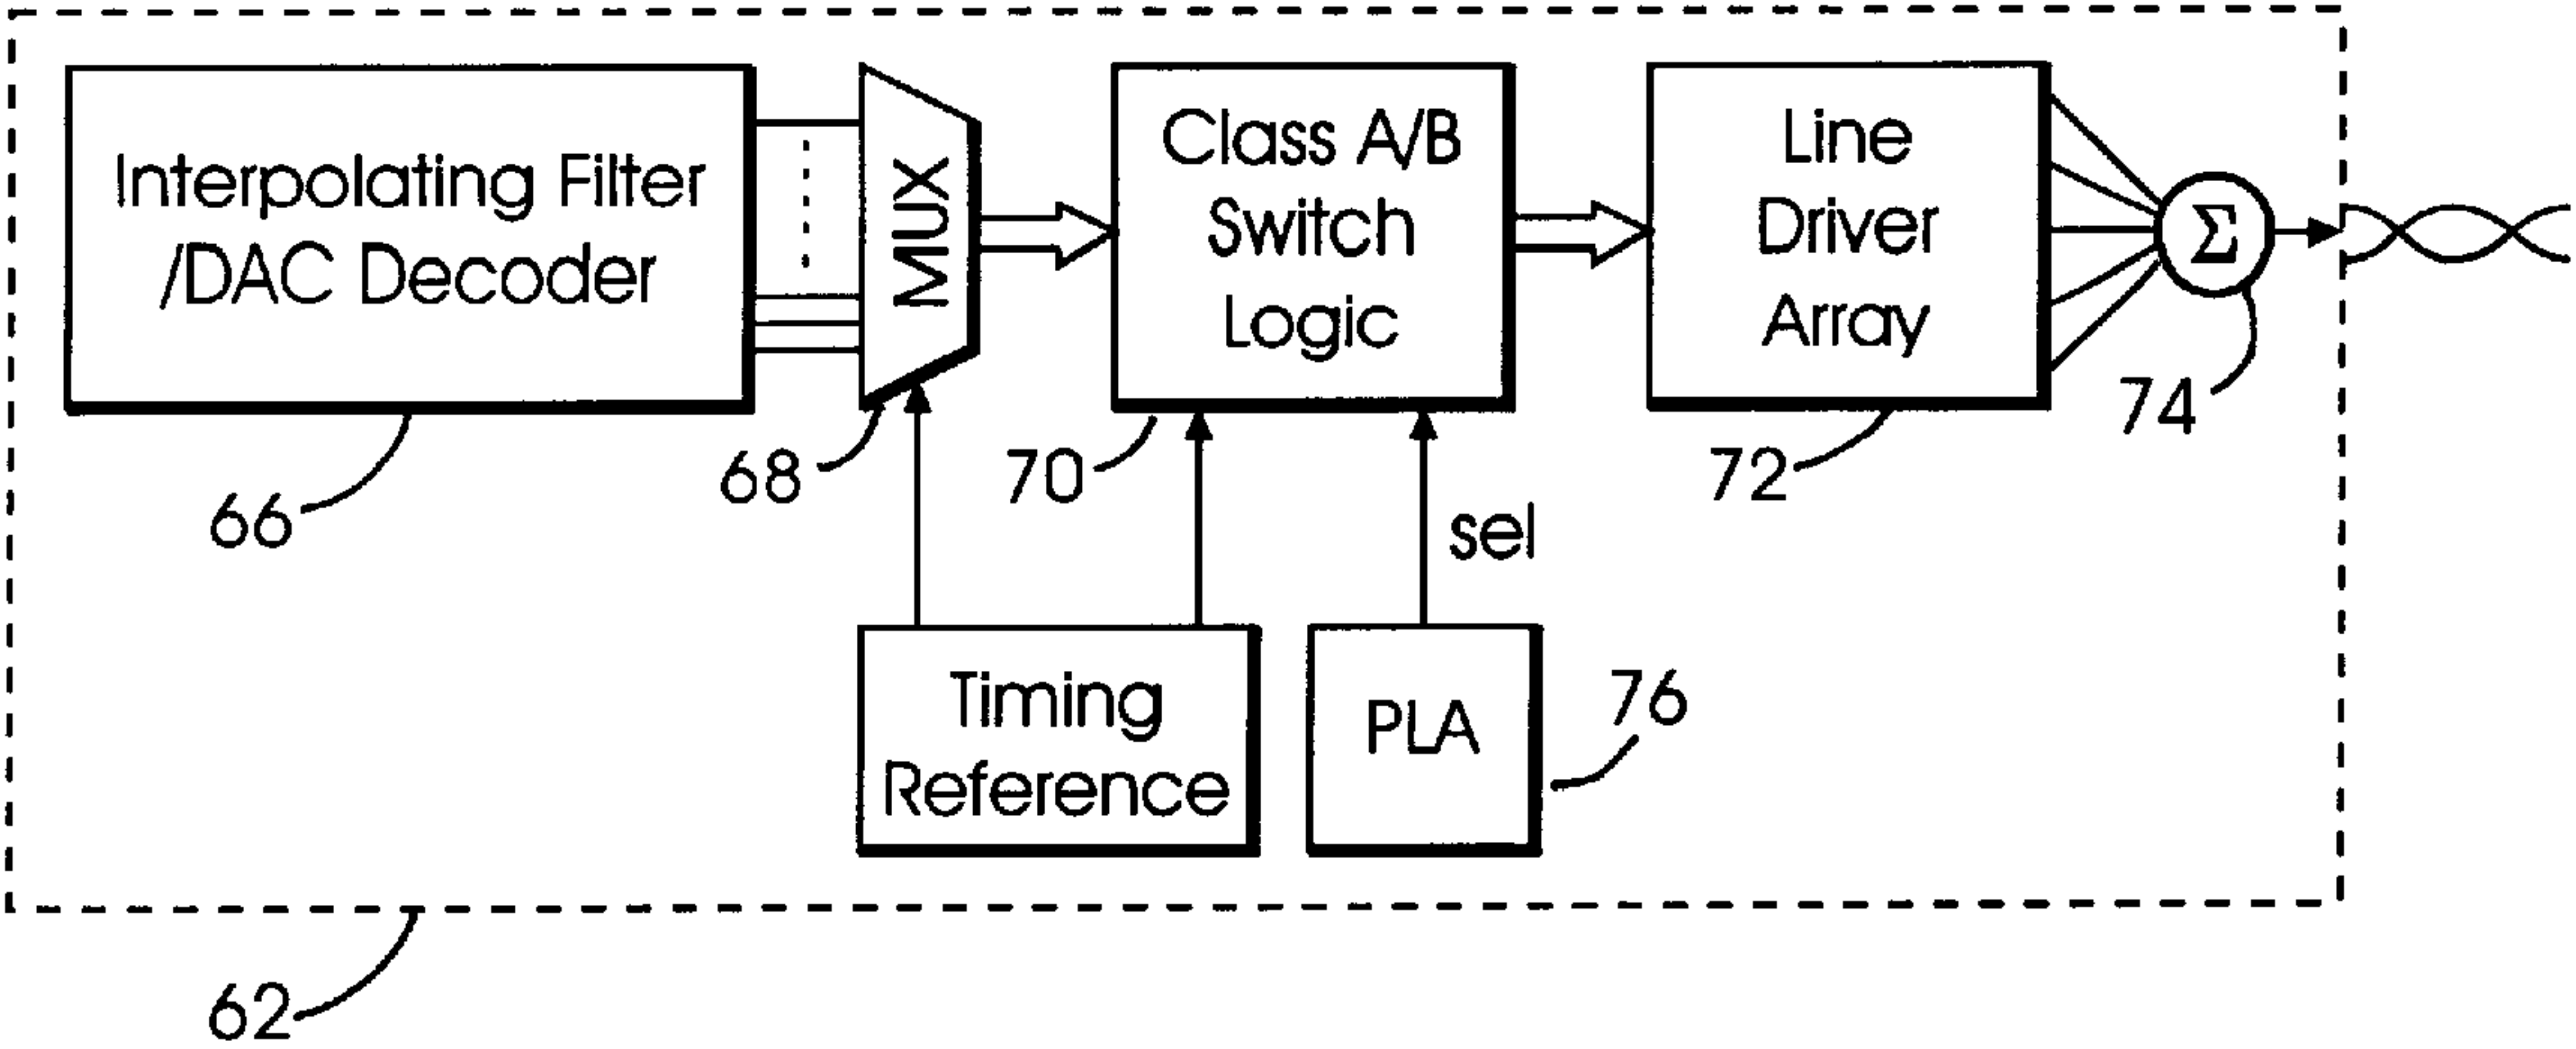 Interpolating Filter
/DAC Decoder
MUX
Class A/B
Switch
Logic
Line
Driver
Array
Σ
66
68
70
72
74
sel
Timing
Reference
PLA
76
62